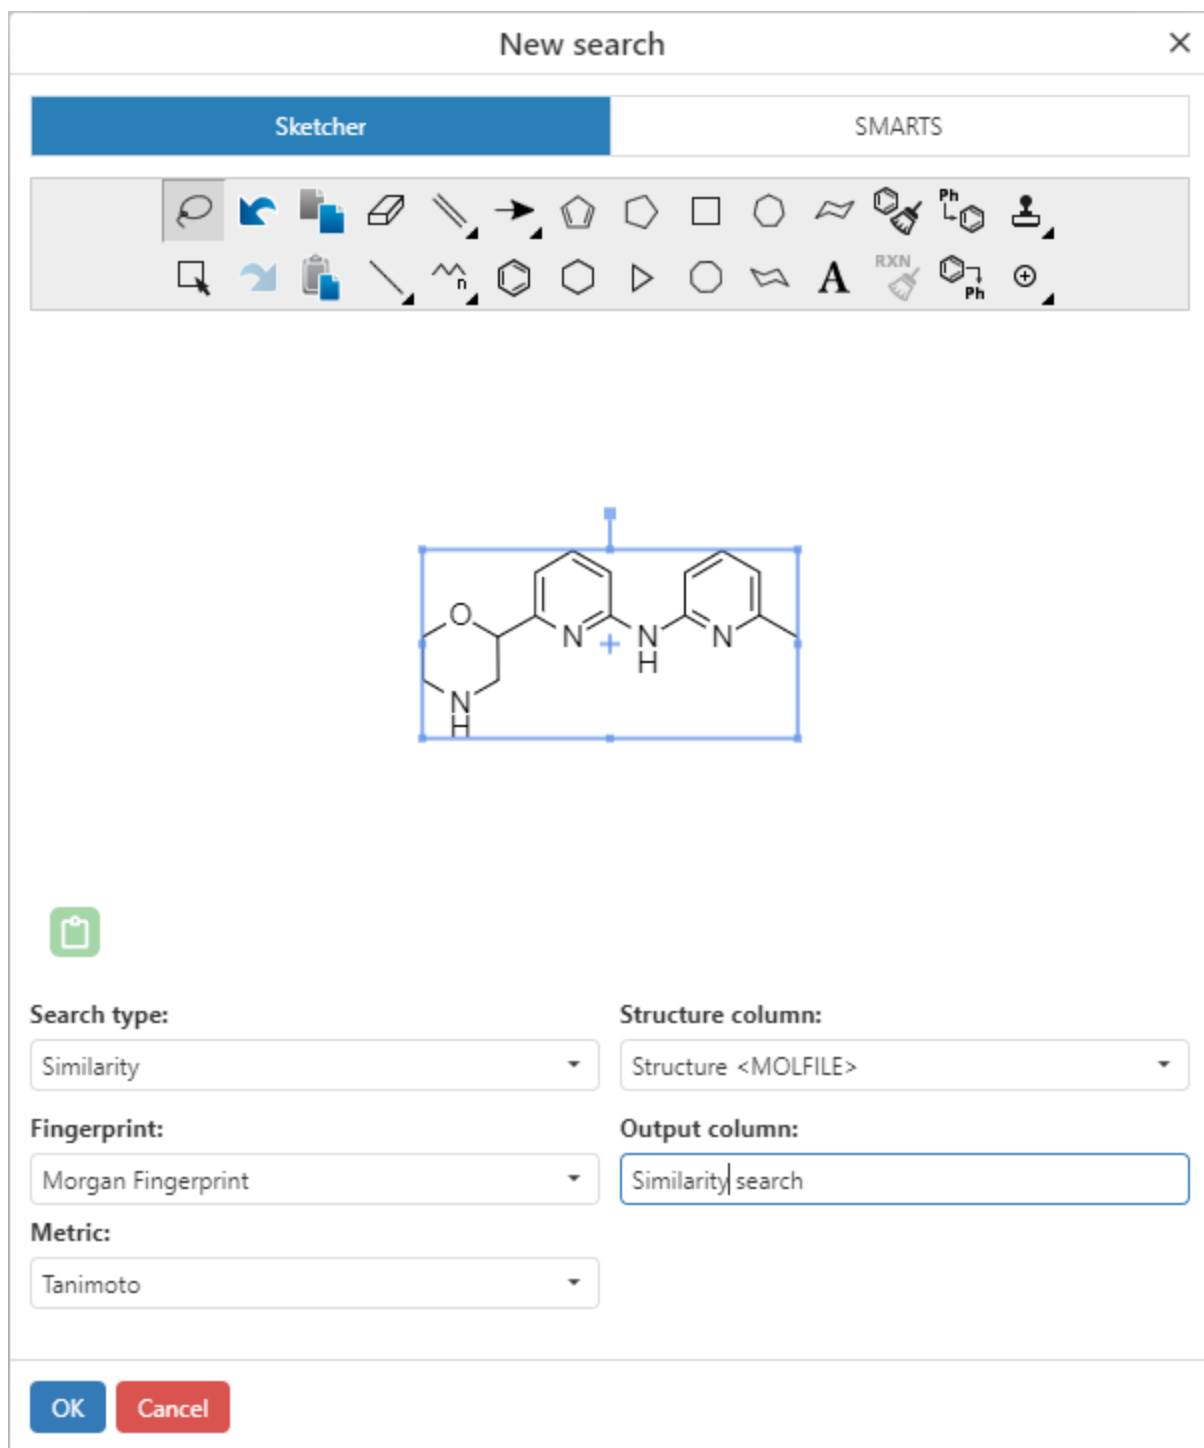 New search
Sketcher SMARTS
Ph
n A RXN Ph
O N N H N
N H
Search type: Structure column:
Similarity Structure <MOLFILE>
Fingerprint: Output column:
Morgan Fingerprint Similarity search
Metric:
Tanimoto
OK Cancel